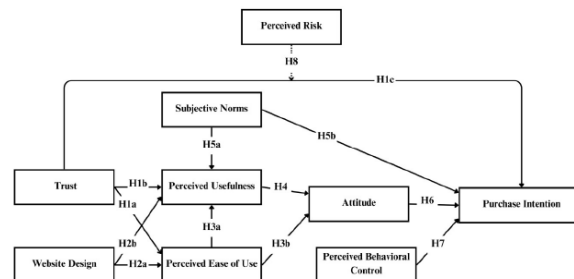 Perceived Risk
H8
H1c
Subjective Norms
H5a
H5b
Trust
H1b
Perceived Usefulness
H4
H1a
Attitude
H6
Purchase Intention
H2b
H3a
H3b
H7
Website Design
H2a
Perceived Ease of Use
Perceived Behavioral
Control